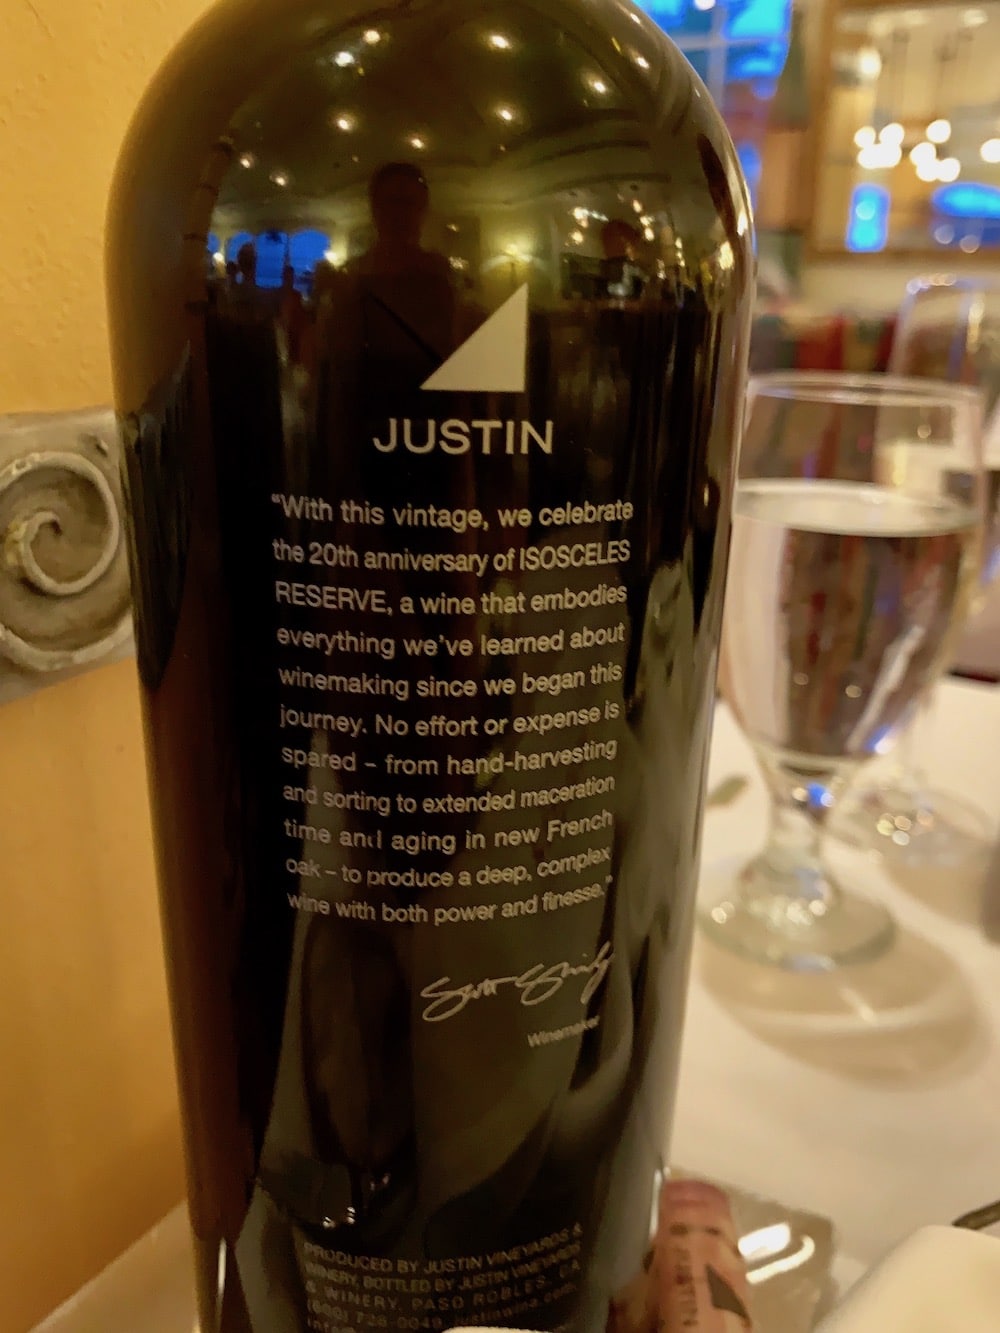 JUSTIN
“With this vintage, we celebrate
the 20th anniversary of ISOSCELES
RESERVE, a wine that embodies
everything we've learned about
winemaking since we began this
journey. No effort or expense is
spared – from hand-harvesting
and sorting to extended maceration
time and aging in new French
oak – to produce a deep, complex
wine with both power and finesse.”
Winemaker
PRODUCED BY JUSTIN VINEYARDS &
WINERY, BOTTLED BY JUSTIN VINEYARDS
& WINERY, PASO ROBLES, CA
justinwine.com
JUSTIN